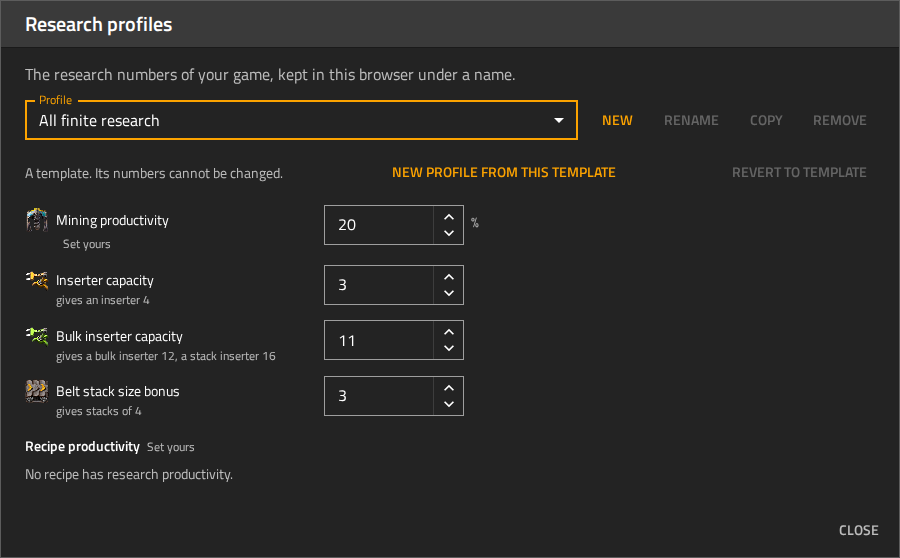 Research profiles
The research numbers of your game, kept in this browser under a name.
Profile
All finite research
NEW
RENAME
COPY
REMOVE
A template. Its numbers cannot be changed.
NEW PROFILE FROM THIS TEMPLATE
REVERT TO TEMPLATE
Mining productivity
20
%
Set yours
Inserter capacity
3
gives an inserter 4
Bulk inserter capacity
11
gives a bulk inserter 12, a stack inserter 16
Belt stack size bonus
3
gives stacks of 4
Recipe productivity Set yours
No recipe has research productivity.
CLOSE